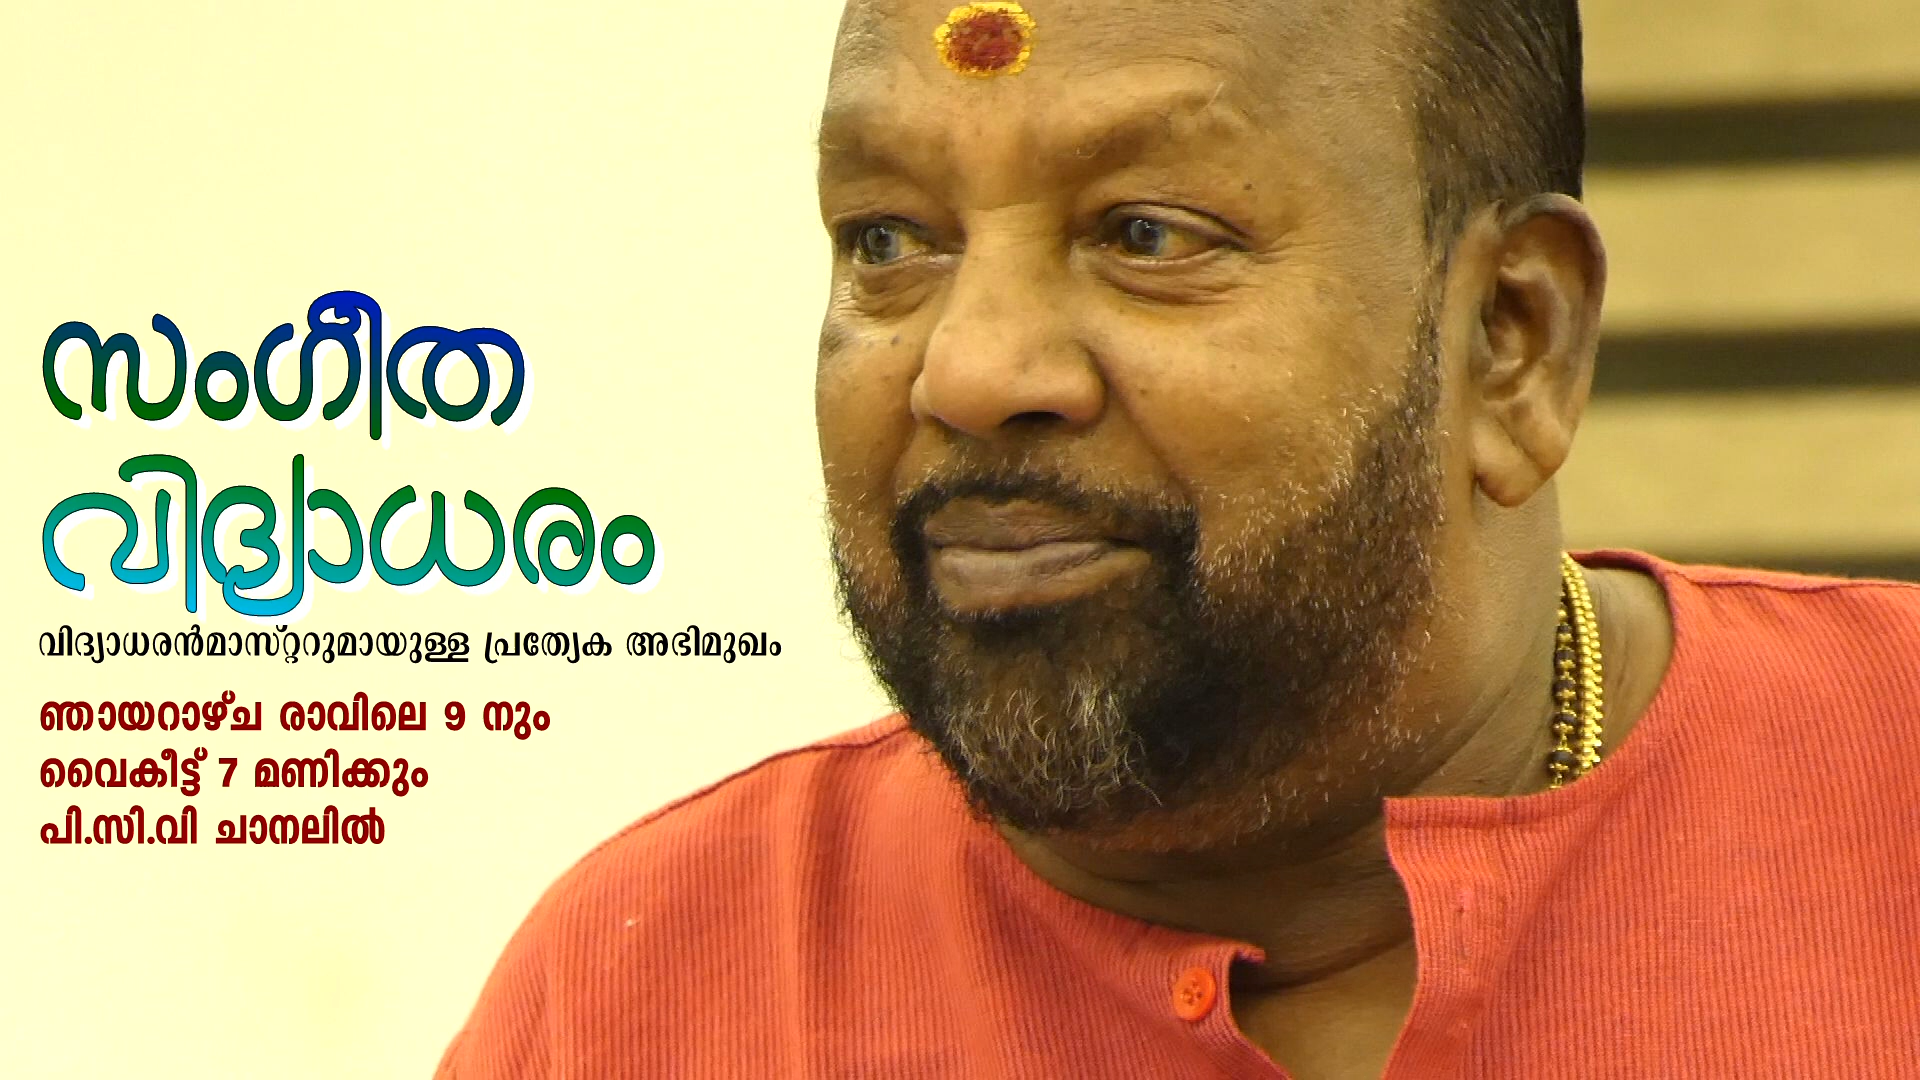 സംഗീത
വിദ്യാധരം
വിദ്യാധരൻമാസ്റ്ററുമായുള്ള പ്രത്യേക അഭിമുഖം
ഞായറാഴ്ച രാവിലെ 9 നും
വൈകീട്ട് 7 മണിക്കും
പി.സി.വി ചാനലിൽ